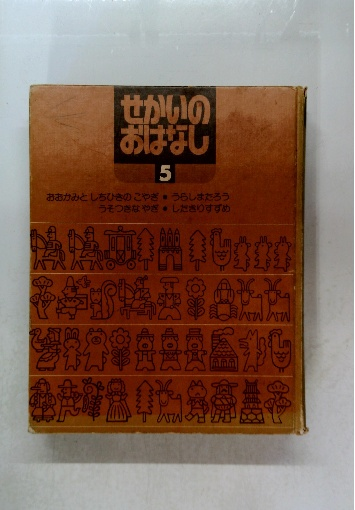 せかいの
おはなし
5
おおかみと しちひきの こやぎ ● うらしまたろう
うそつきな やぎ ● したきりすずめ